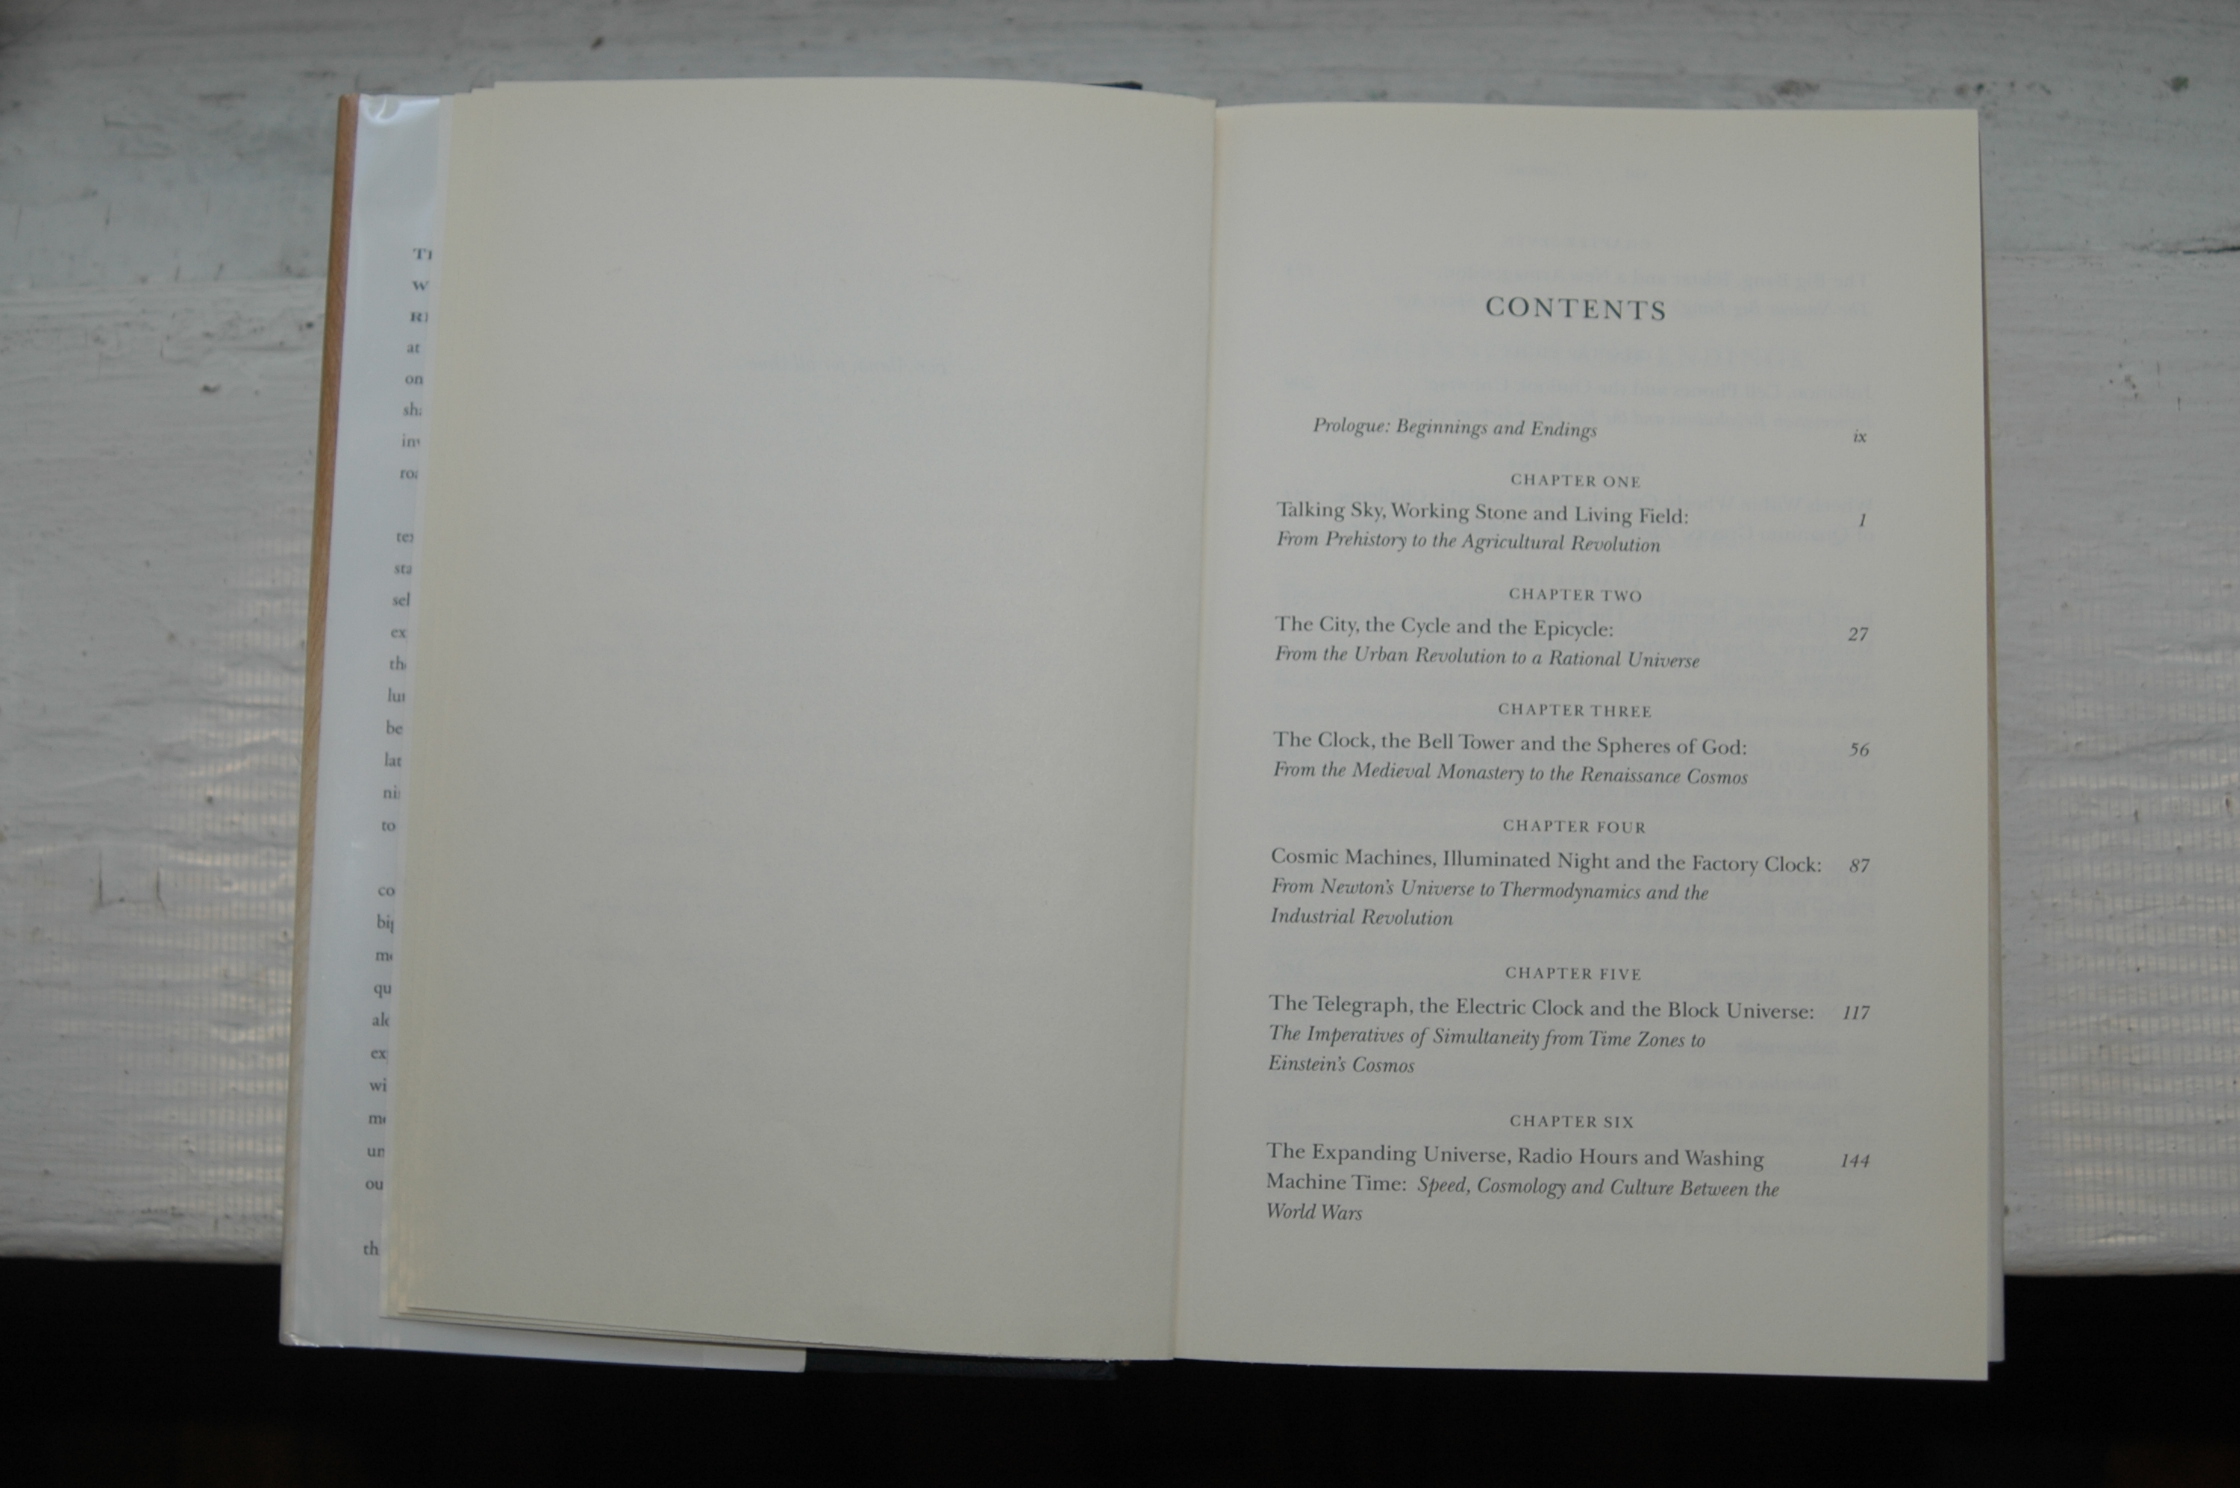 CONTENTS
Prologue: Beginnings and Endings ix
CHAPTER ONE
Talking Sky, Working Stone and Living Field: 1
From Prehistory to the Agricultural Revolution
CHAPTER TWO
The City, the Cycle and the Epicycle: 27
From the Urban Revolution to a Rational Universe
CHAPTER THREE
The Clock, the Bell Tower and the Spheres of God: 56
From the Medieval Monastery to the Renaissance Cosmos
CHAPTER FOUR
Cosmic Machines, Illuminated Night and the Factory Clock: 87
From Newton's Universe to Thermodynamics and the
Industrial Revolution
CHAPTER FIVE
The Telegraph, the Electric Clock and the Block Universe: 117
The Imperatives of Simultaneity from Time Zones to
Einstein's Cosmos
CHAPTER SIX
The Expanding Universe, Radio Hours and Washing 144
Machine Time: Speed, Cosmology and Culture Between the
World Wars